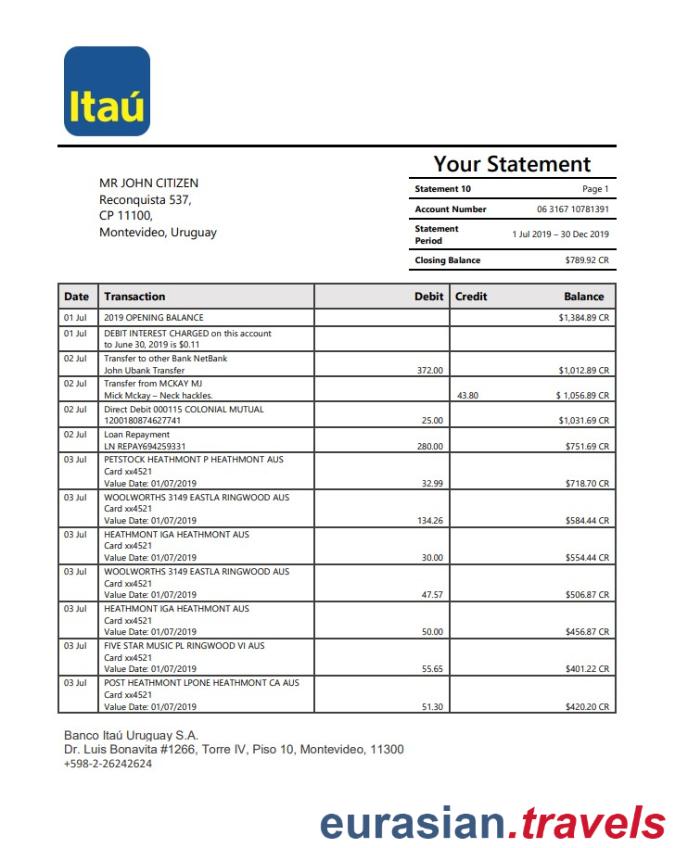 Itaú
Your Statement
MR JOHN CITIZEN
Reconquista 537,
CP 11100,
Montevideo, Uruguay
Statement 10 Page 1
Account Number 06 3167 10781391
Statement
Period 1 Jul 2019 – 30 Dec 2019
Closing Balance $789.92 CR
Date Transaction Debit Credit Balance
01 Jul 2019 OPENING BALANCE $1,384.89 CR
01 Jul DEBIT INTEREST CHARGED on this account
to June 30, 2019 is $0.11
02 Jul Transfer to other Bank NetBank
John Ubank Transfer 372.00 $1,012.89 CR
02 Jul Transfer from MCKAY MJ
Mick Mckay – Neck hackles. 43.80 $ 1,056.89 CR
02 Jul Direct Debit 000115 COLONIAL MUTUAL
1200180874627741 25.00 $1,031.69 CR
02 Jul Loan Repayment
LN REPAY694259331 280.00 $751.69 CR
03 Jul PETSTOCK HEATHMONT P HEATHMONT AUS
Card xx4521
Value Date: 01/07/2019 32.99 $718.70 CR
03 Jul WOOLWORTHS 3149 EASTLA RINGWOOD AUS
Card xx4521
Value Date: 01/07/2019 134.26 $584.44 CR
03 Jul HEATHMONT IGA HEATHMONT AUS
Card xx4521
Value Date: 01/07/2019 30.00 $554.44 CR
03 Jul WOOLWORTHS 3149 EASTLA RINGWOOD AUS
Card xx4521
Value Date: 01/07/2019 47.57 $506.87 CR
03 Jul HEATHMONT IGA HEATHMONT AUS
Card xx4521
Value Date: 01/07/2019 50.00 $456.87 CR
03 Jul FIVE STAR MUSIC PL RINGWOOD VI AUS
Card xx4521
Value Date: 01/07/2019 55.65 $401.22 CR
03 Jul POST HEATHMONT LPONE HEATHMONT CA AUS
Card xx4521
Value Date: 01/07/2019 51.30 $420.20 CR
Banco Itaú Uruguay S.A.
Dr. Luis Bonavita #1266, Torre IV, Piso 10, Montevideo, 11300
+598-2-26242624
eurasian.travels